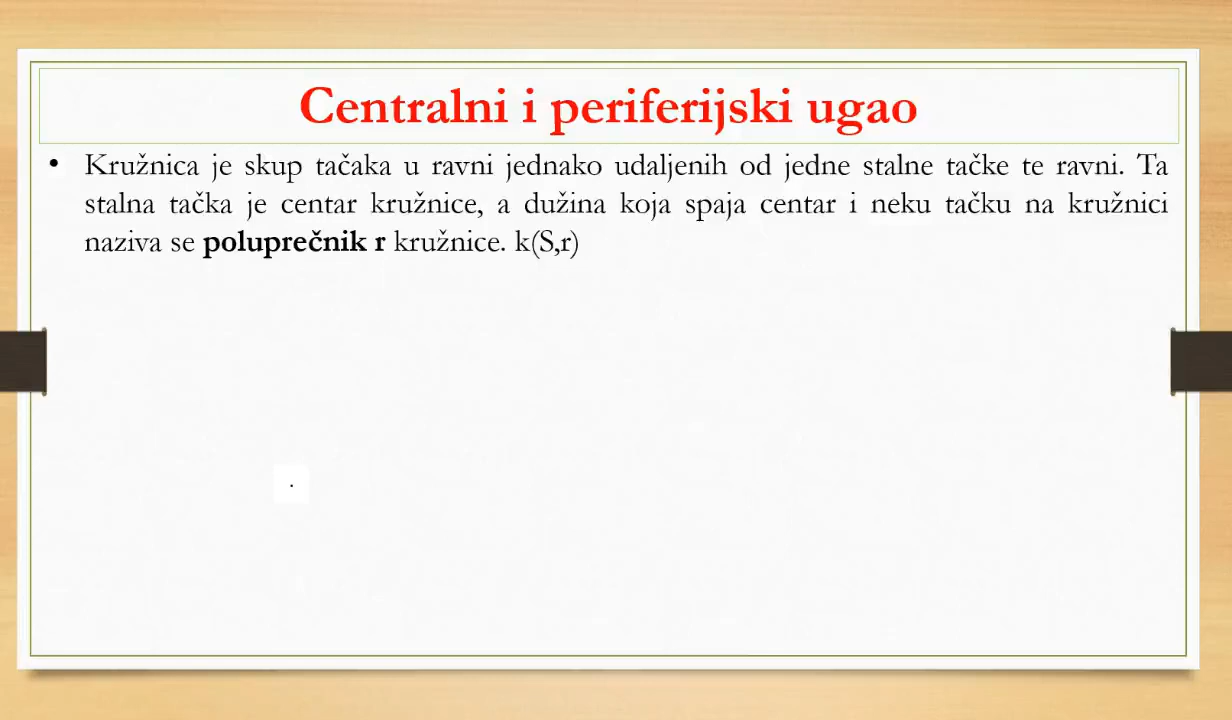 Centralni i periferijski ugao
• Kružnica je skup tačaka u ravni jednako udaljenih od jedne stalne tačke te ravni. Ta
stalna tačka je centar kružnice, a dužina koja spaja centar i neku tačku na kružnici
naziva se poluprečnik r kružnice. k(S,r)